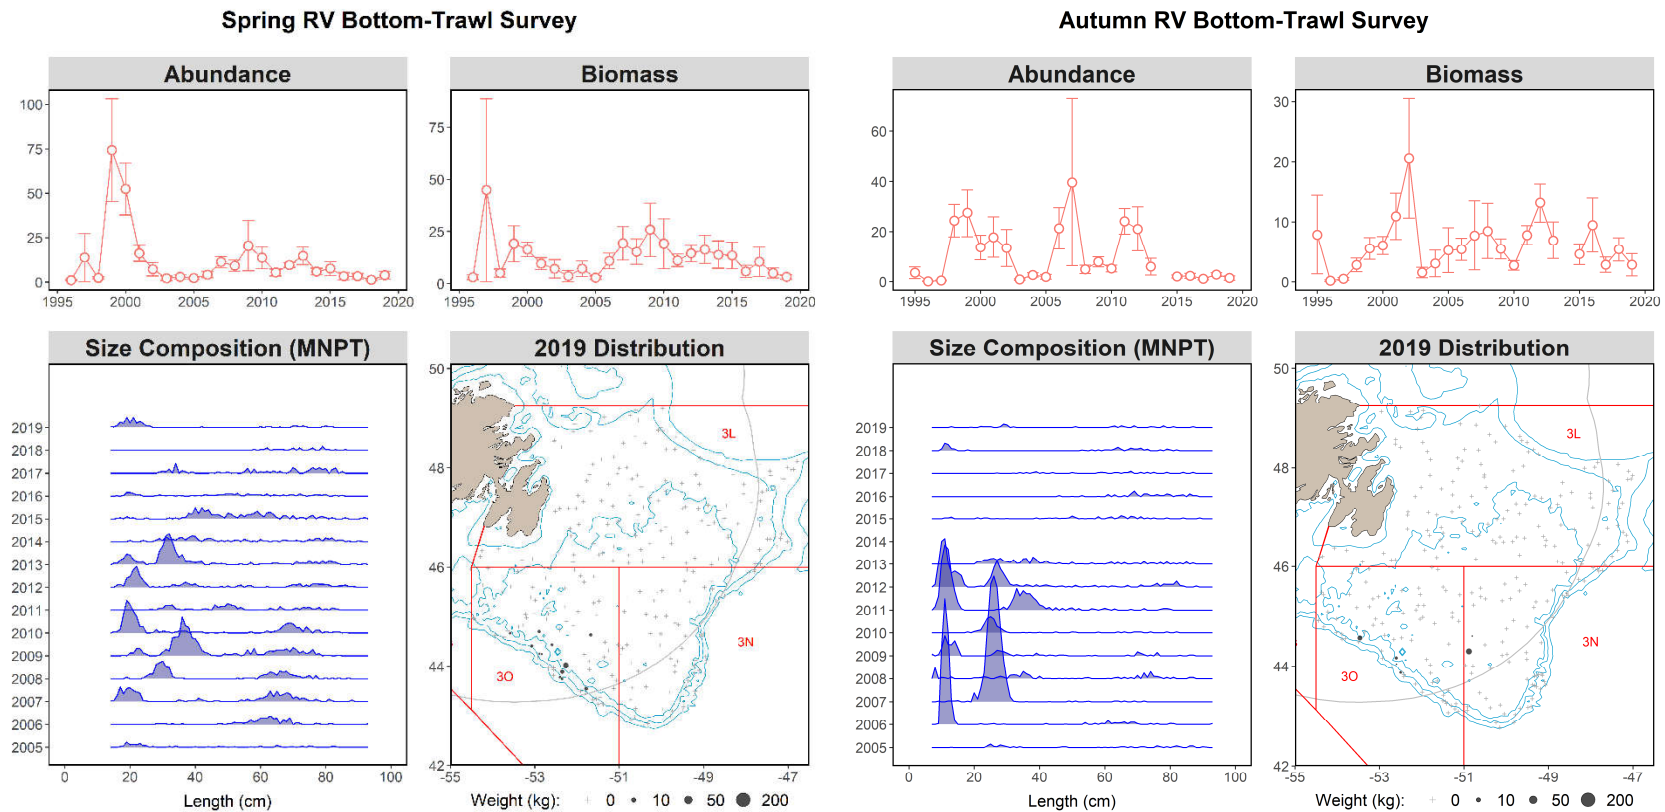 Spring RV Bottom-Trawl Survey
Autumn RV Bottom-Trawl Survey
Abundance
Biomass
Abundance
Biomass
100
75
50
25
0
1995 2000 2005 2010 2015 2020
75
50
25
0
1995 2000 2005 2010 2015 2020
60
40
20
0
1995 2000 2005 2010 2015 2020
30
20
10
0
1995 2000 2005 2010 2015 2020
Size Composition (MNPT)
2019 Distribution
Size Composition (MNPT)
2019 Distribution
2019
2018
2017
2016
2015
2014
2013
2012
2011
2010
2009
2008
2007
2006
2005
0 20 40 60 80 100
Length (cm)
50
48
46
44
42
3L
3N
3O
-55 -53 -51 -49 -47
Weight (kg): 0 10 50 200
2019
2018
2017
2016
2015
2014
2013
2012
2011
2010
2009
2008
2007
2006
2005
0 20 40 60 80 100
Length (cm)
50
48
46
44
42
3L
3N
3O
-55 -53 -51 -49 -47
Weight (kg): 0 10 50 200